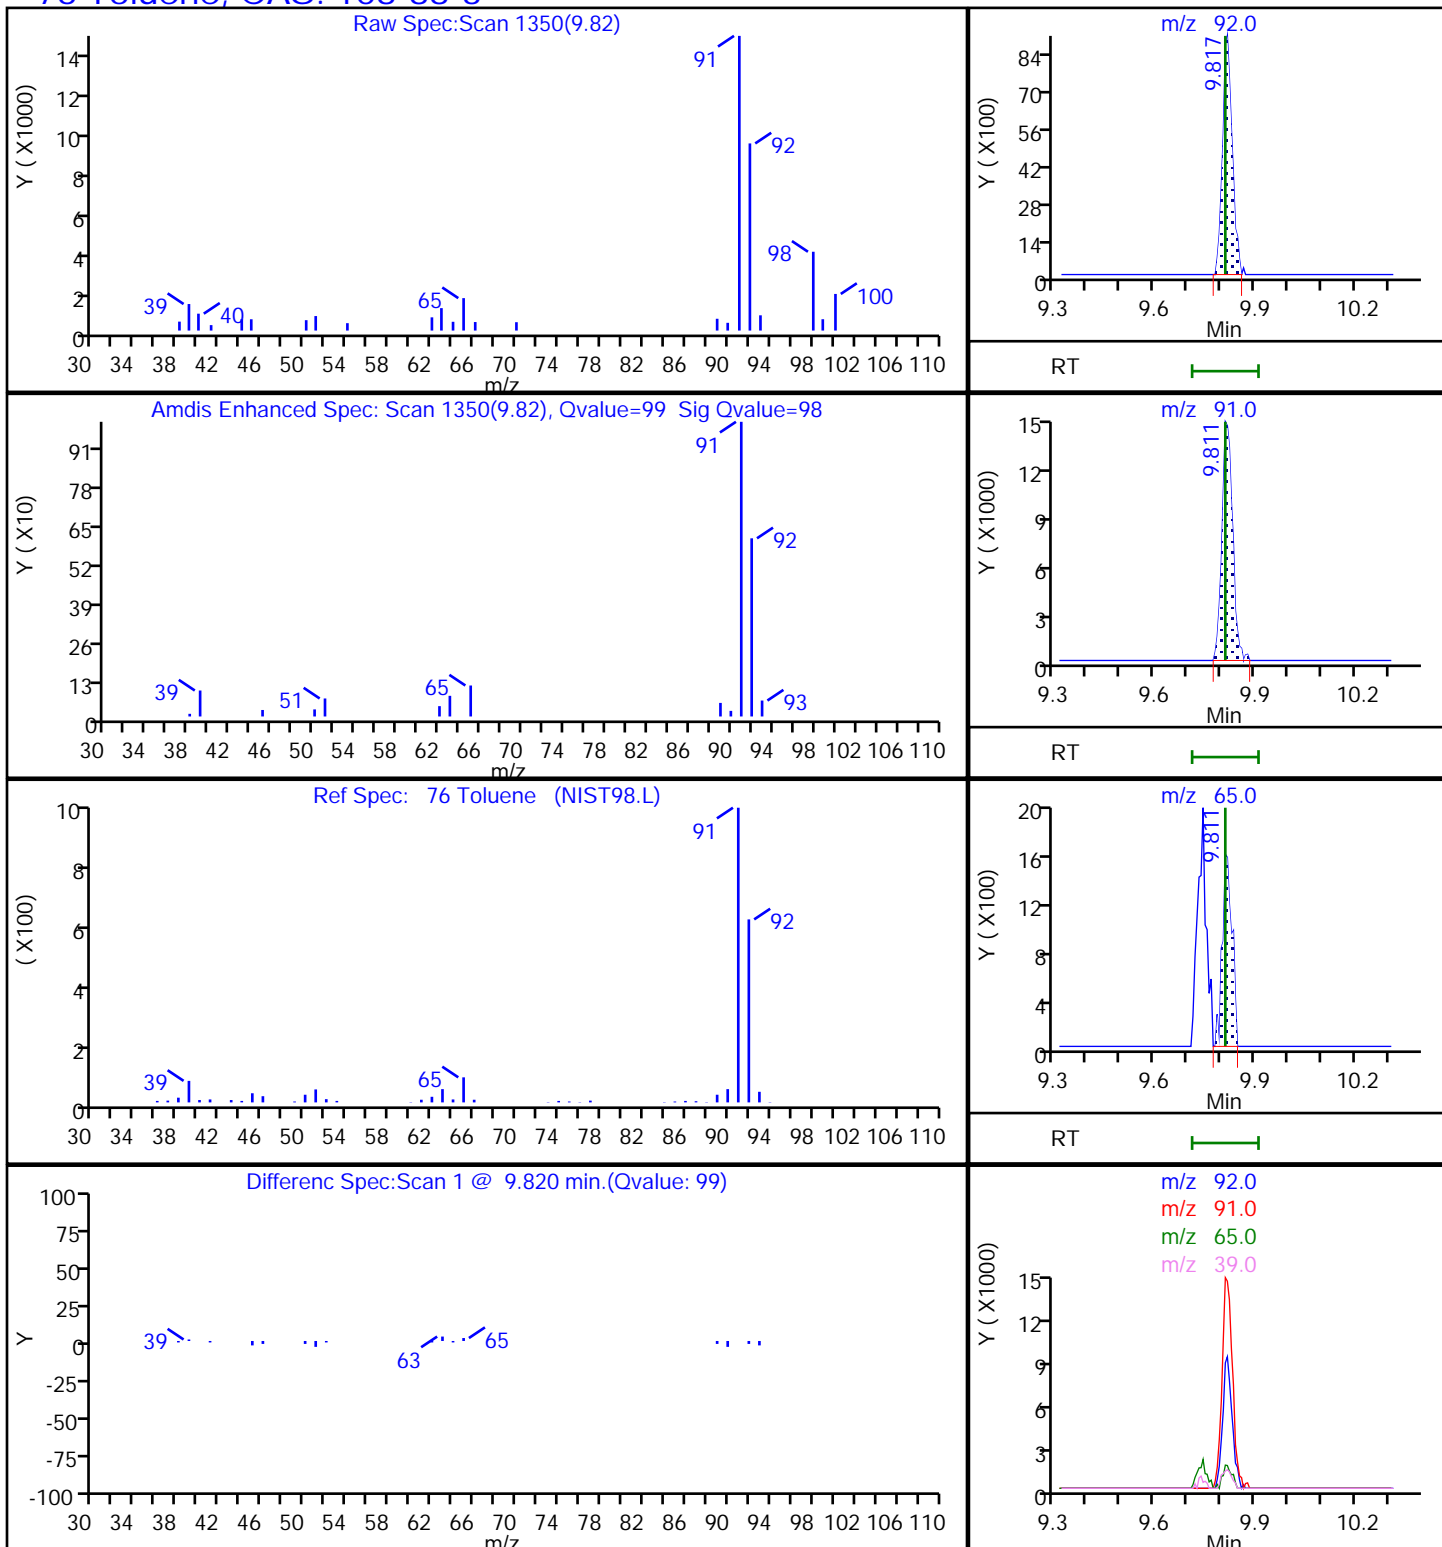 76 Toluene, CAS: 108-88-3
Raw Spec:Scan 1350(9.82)
Y ( X1000)
14
12
10
8
6
4
2
0
91
92
98
100
65
39
40
30 34 38 42 46 50 54 58 62 66 70 74 78 82 86 90 94 98 102 106 110
m/z
m/z 92.0
Y ( X100)
84
70
56
42
28
14
0
9.817
9.3 9.6 9.9 10.2
Min
RT
Amdis Enhanced Spec: Scan 1350(9.82), Qvalue=99 Sig Qvalue=98
Y ( X10)
91
78
65
52
39
26
13
0
91
92
93
65
51
39
30 34 38 42 46 50 54 58 62 66 70 74 78 82 86 90 94 98 102 106 110
m/z
m/z 91.0
Y ( X1000)
15
12
9
6
3
0
9.811
9.3 9.6 9.9 10.2
Min
RT
Ref Spec: 76 Toluene (NIST98.L)
( X100)
10
8
6
4
2
0
91
92
65
39
30 34 38 42 46 50 54 58 62 66 70 74 78 82 86 90 94 98 102 106 110
m/z 65.0
Y ( X100)
20
16
12
8
4
0
9.811
9.3 9.6 9.9 10.2
Min
RT
Differenc Spec:Scan 1 @ 9.820 min.(Qvalue: 99)
Y
100
75
50
25
0
-25
-50
-75
-100
39
63
65
30 34 38 42 46 50 54 58 62 66 70 74 78 82 86 90 94 98 102 106 110
m/z
m/z 92.0
m/z 91.0
m/z 65.0
m/z 39.0
Y ( X1000)
15
12
9
6
3
0
9.3 9.6 9.9 10.2
Min